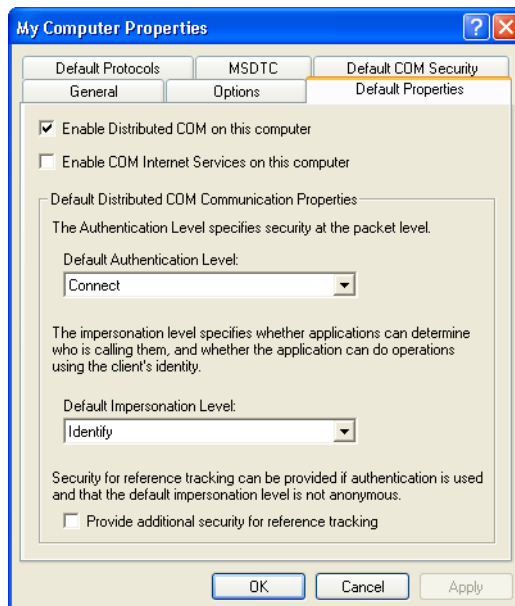 My Computer Properties
Default Protocols
MSDTC
Default COM Security
General
Options
Default Properties
Enable Distributed COM on this computer
Enable COM Internet Services on this computer
Default Distributed COM Communication Properties
The Authentication Level specifies security at the packet level.
Default Authentication Level:
Connect
The impersonation level specifies whether applications can determine
who is calling them, and whether the application can do operations
using the client's identity.
Default Impersonation Level:
Identify
Security for reference tracking can be provided if authentication is used
and that the default impersonation level is not anonymous.
Provide additional security for reference tracking
OK
Cancel
Apply